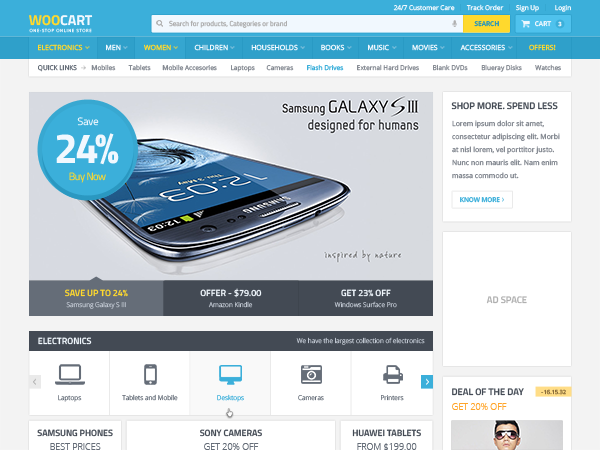 24/7 Customer Care
Track Order
Sign Up
Login
WOOCART
ONE-STOP ONLINE STORE
Search for products, Categories or brand
SEARCH
CART 3
ELECTRONICS
MEN
WOMEN
CHILDREN
HOUSEHOLDS
BOOKS
MUSIC
MOVIES
ACCESSORIES
OFFERS!
QUICK LINKS
Mobiles
Tablets
Mobile Accesories
Laptops
Cameras
Flash Drives
External Hard Drives
Blank DVDs
Blueray Disks
Watches
Save
24%
Buy Now
Samsung GALAXY S III
designed for humans
12:03
Thu, 3 May
SAMSUNG
12:03
inspired by nature
SAVE UP TO 24%
Samsung Galaxy S III
OFFER - $79.00
Amazon Kindle
GET 23% OFF
Windows Surface Pro
SHOP MORE. SPEND LESS
Lorem ipsum dolor sit amet,
consectetur adipiscing elit. Morbi
at nisl lorem, vel porttitor justo.
Nunc non mauris elit. Nam enim
massa commodo ut.
KNOW MORE
AD SPACE
ELECTRONICS
We have the largest collection of electronics
Laptops
Tablets and Mobile
Desktops
Cameras
Printers
DEAL OF THE DAY
-16.15.32
GET 20% OFF
SAMSUNG PHONES
BEST PRICES
SONY CAMERAS
GET 20% OFF
HUAWEI TABLETS
FROM $199.00